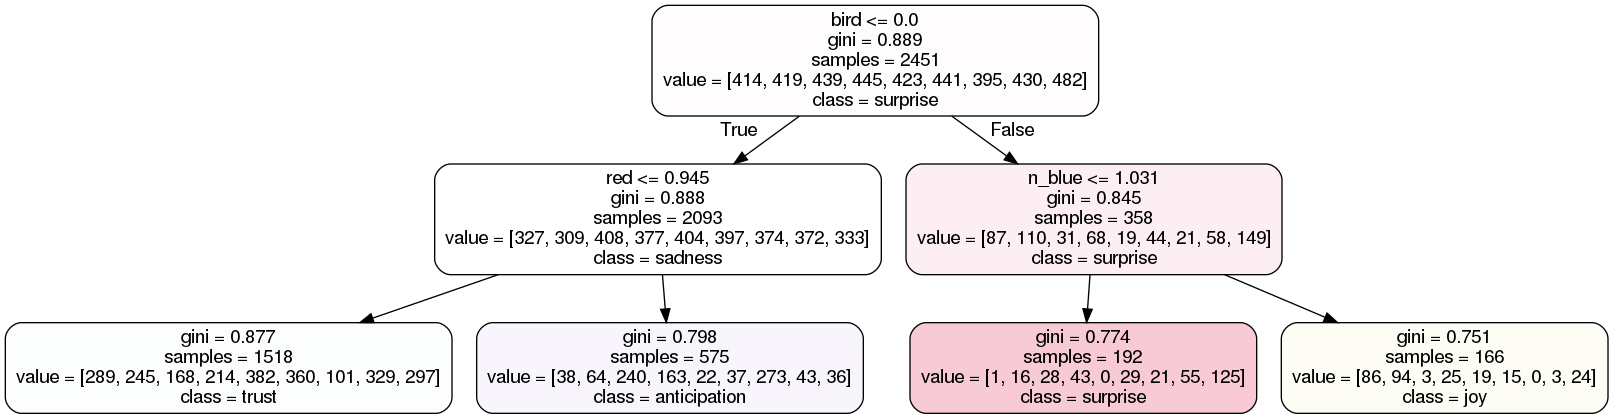 bird <= 0.0
gini = 0.889
samples = 2451
value = [414, 419, 439, 445, 423, 441, 395, 430, 482]
class = surprise
True
False
red <= 0.945
gini = 0.888
samples = 2093
value = [327, 309, 408, 377, 404, 397, 374, 372, 333]
class = sadness
n_blue <= 1.031
gini = 0.845
samples = 358
value = [87, 110, 31, 68, 19, 44, 21, 58, 149]
class = surprise
gini = 0.877
samples = 1518
value = [289, 245, 168, 214, 382, 360, 101, 329, 297]
class = trust
gini = 0.798
samples = 575
value = [38, 64, 240, 163, 22, 37, 273, 43, 36]
class = anticipation
gini = 0.774
samples = 192
value = [1, 16, 28, 43, 0, 29, 21, 55, 125]
class = surprise
gini = 0.751
samples = 166
value = [86, 94, 3, 25, 19, 15, 0, 3, 24]
class = joy